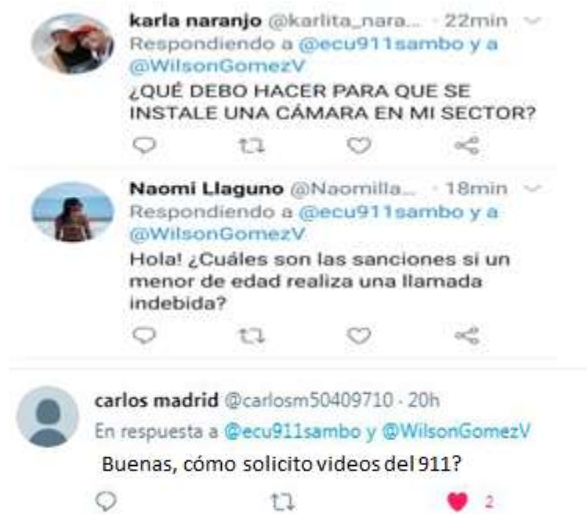 karla naranjo @karlita_nara... · 22min
Respondiendo a @ecu911sambo y a
@WilsonGomezV
¿QUÉ DEBO HACER PARA QUE SE
INSTALE UNA CÁMARA EN MI SECTOR?
Naomi Llaguno @Naomilla... · 18min
Respondiendo a @ecu911sambo y a
@WilsonGomezV
Hola! ¿Cuáles son las sanciones si un
menor de edad realiza una llamada
indebida?
carlos madrid @carlosm50409710 · 20h
En respuesta a @ecu911sambo y @WilsonGomezV
Buenas, cómo solicito videos del 911?
2